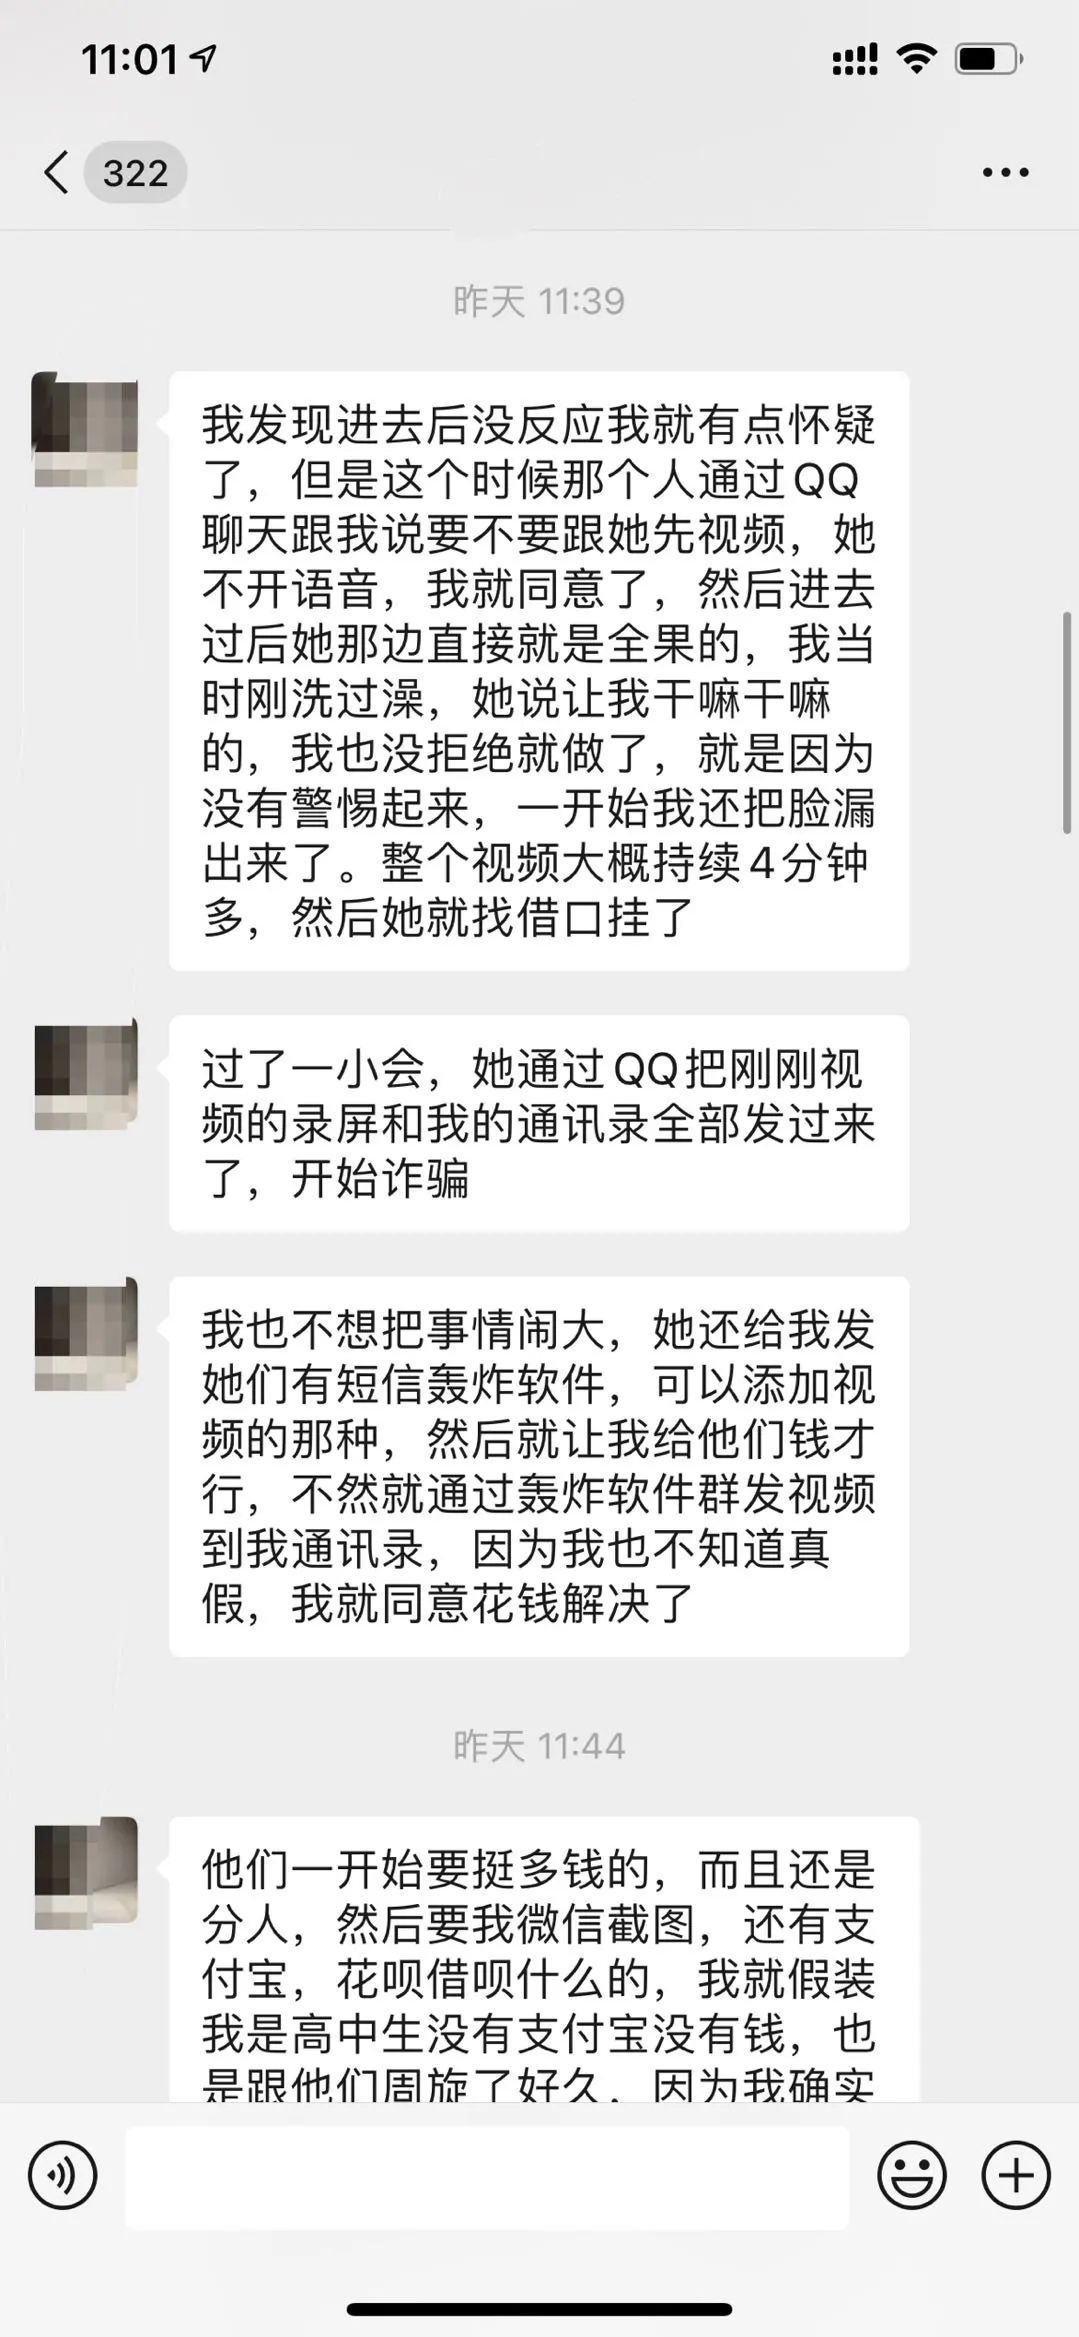 11:01
322
昨天 11:39
我发现进去后没反应我就有点怀疑
了，但是这个时候那个人通过QQ
聊天跟我说要不要跟她先视频，她
不开语音，我就同意了，然后进去
过后她那边直接就是全果的，我当
时刚洗过澡，她说让我干嘛干嘛
的，我也没拒绝就做了，就是因为
没有警惕起来，一开始我还把脸漏
出来了。整个视频大概持续4分钟
多，然后她就找借口挂了
过了一小会，她通过QQ把刚刚视
频的录屏和我的通讯录全部发过来
了，开始诈骗
我也不想把事情闹大，她还给我发
她们有短信轰炸软件，可以添加视
频的那种，然后就让我给他们钱才
行，不然就通过轰炸软件群发视频
到我通讯录，因为我也不知道真
假，我就同意花钱解决了
昨天 11:44
他们一开始要挺多钱的，而且还是
分人，然后要我微信截图，还有支
付宝，花呗借呗什么的，我就假装
我是高中生没有支付宝没有钱，也
是跟他们周旋了好久，因为我确实